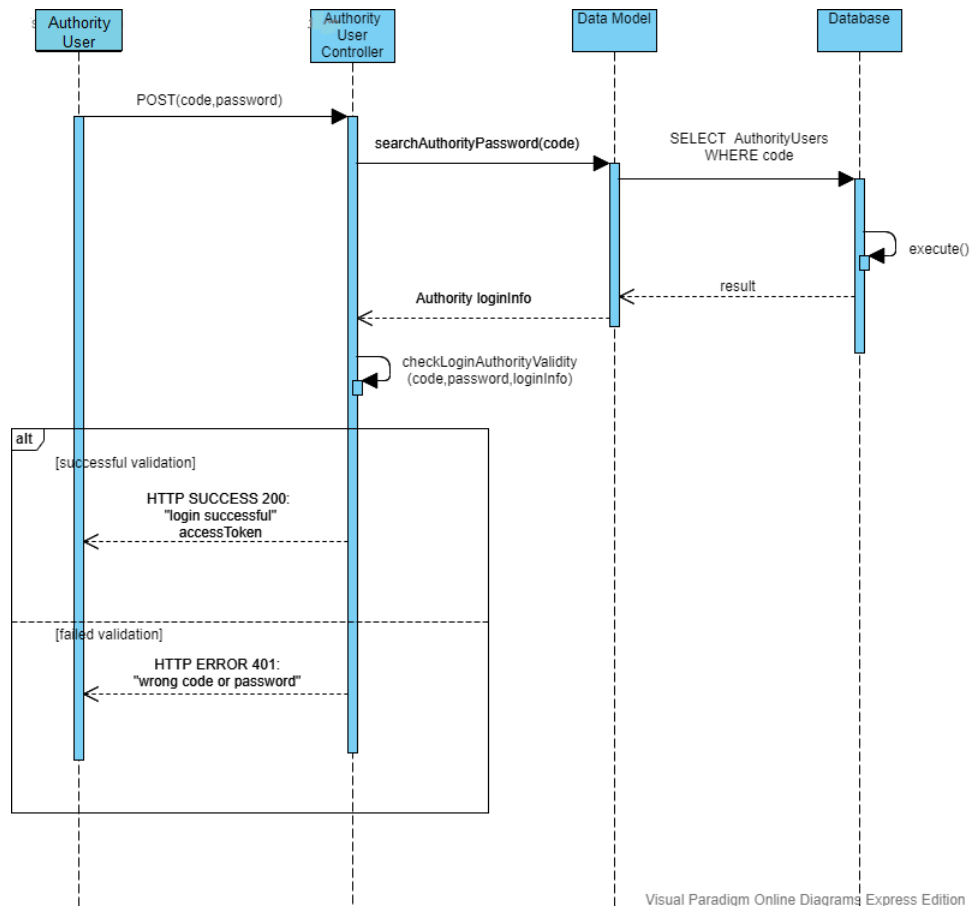 Authority
User
Authority
User
Controller
Data Model
Database
POST(code,password)
searchAuthorityPassword(code)
SELECT AuthorityUsers
WHERE code
execute()
result
Authority loginInfo
checkLoginAuthorityValidity
(code,password,loginInfo)
alt
[successful validation]
HTTP SUCCESS 200:
"login successful"
accessToken
[failed validation]
HTTP ERROR 401:
"wrong code or password"
Visual Paradigm Online Diagrams Express Edition